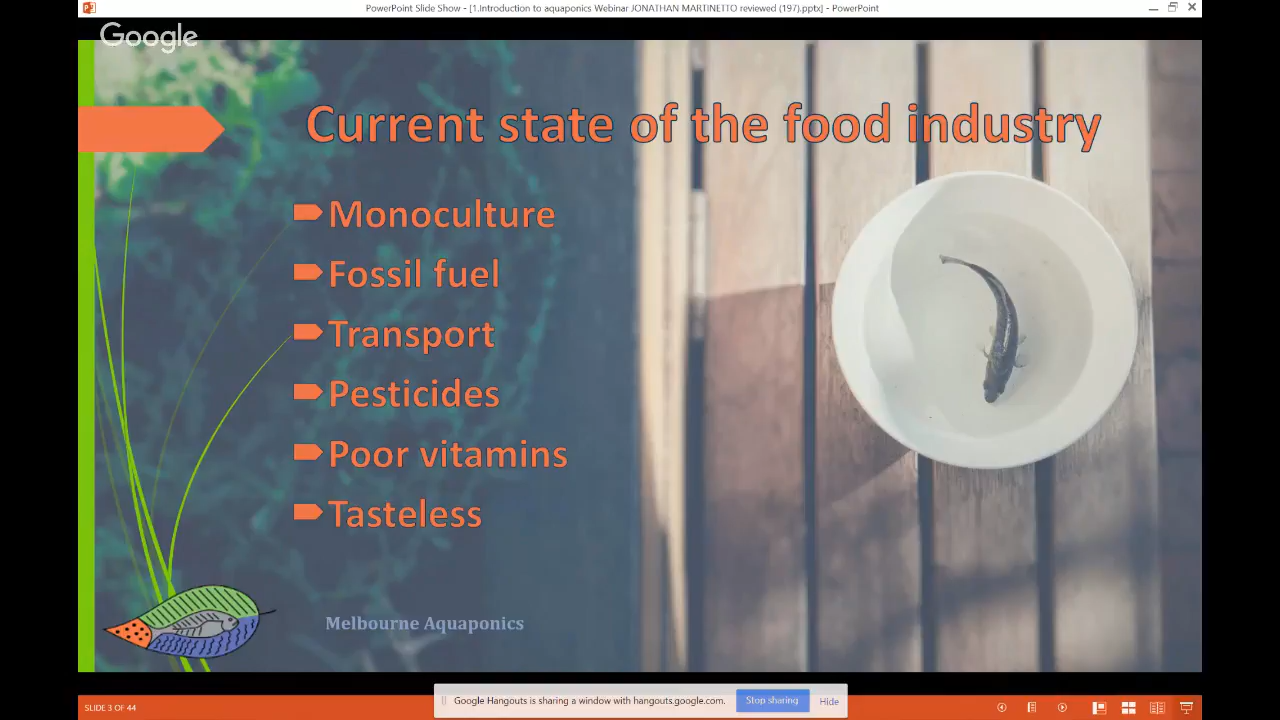 PowerPoint Slide Show - [1.Introduction to aquaponics Webinar JONATHAN MARTINETTO reviewed (197).pptx] - PowerPoint
Google
Current state of the food industry
Monoculture
Fossil fuel
Transport
Pesticides
Poor vitamins
Tasteless
Melbourne Aquaponics
Google Hangouts is sharing a window with hangouts.google.com. Stop sharing Hide
SLIDE 3 OF 44